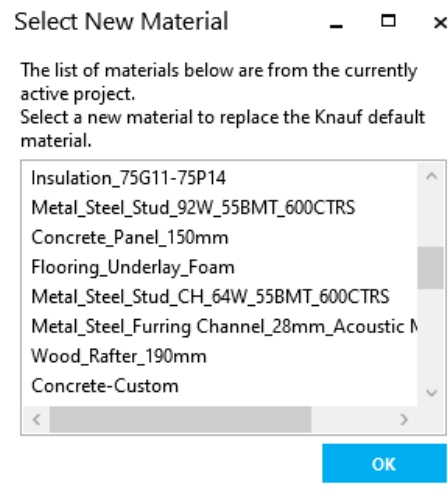 Select New Material
The list of materials below are from the currently
active project.
Select a new material to replace the Knauf default
material.
Insulation_75G11-75P14
Metal_Steel_Stud_92W_55BMT_600CTRS
Concrete_Panel_150mm
Flooring_Underlay_Foam
Metal_Steel_Stud_CH_64W_55BMT_600CTRS
Metal_Steel_Furring Channel_28mm_Acoustic
Wood_Rafter_190mm
Concrete-Custom
OK